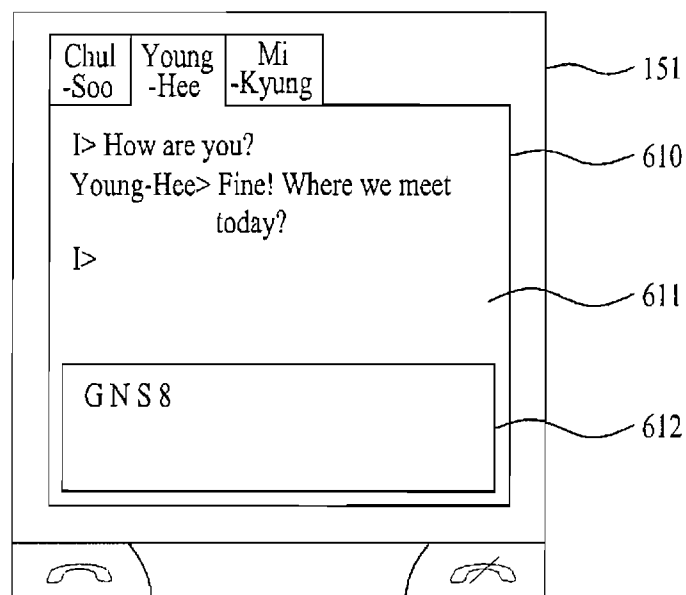 Chul
-Soo
Young
-Hee
Mi
-Kyung
I> How are you?
Young-Hee> Fine! Where we meet
today?
I>
G N S 8
151
610
611
612